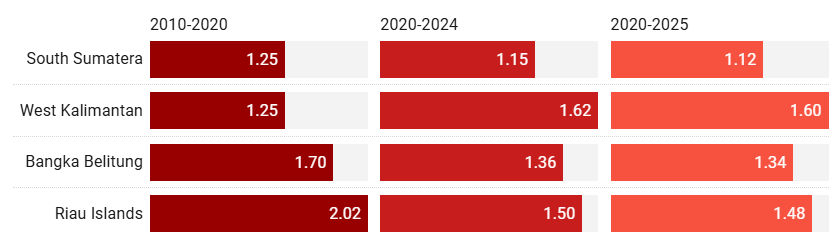 2010-2020 2020-2024 2020-2025
South Sumatera 1.25 1.15 1.12
West Kalimantan 1.25 1.62 1.60
Bangka Belitung 1.70 1.36 1.34
Riau Islands 2.02 1.50 1.48